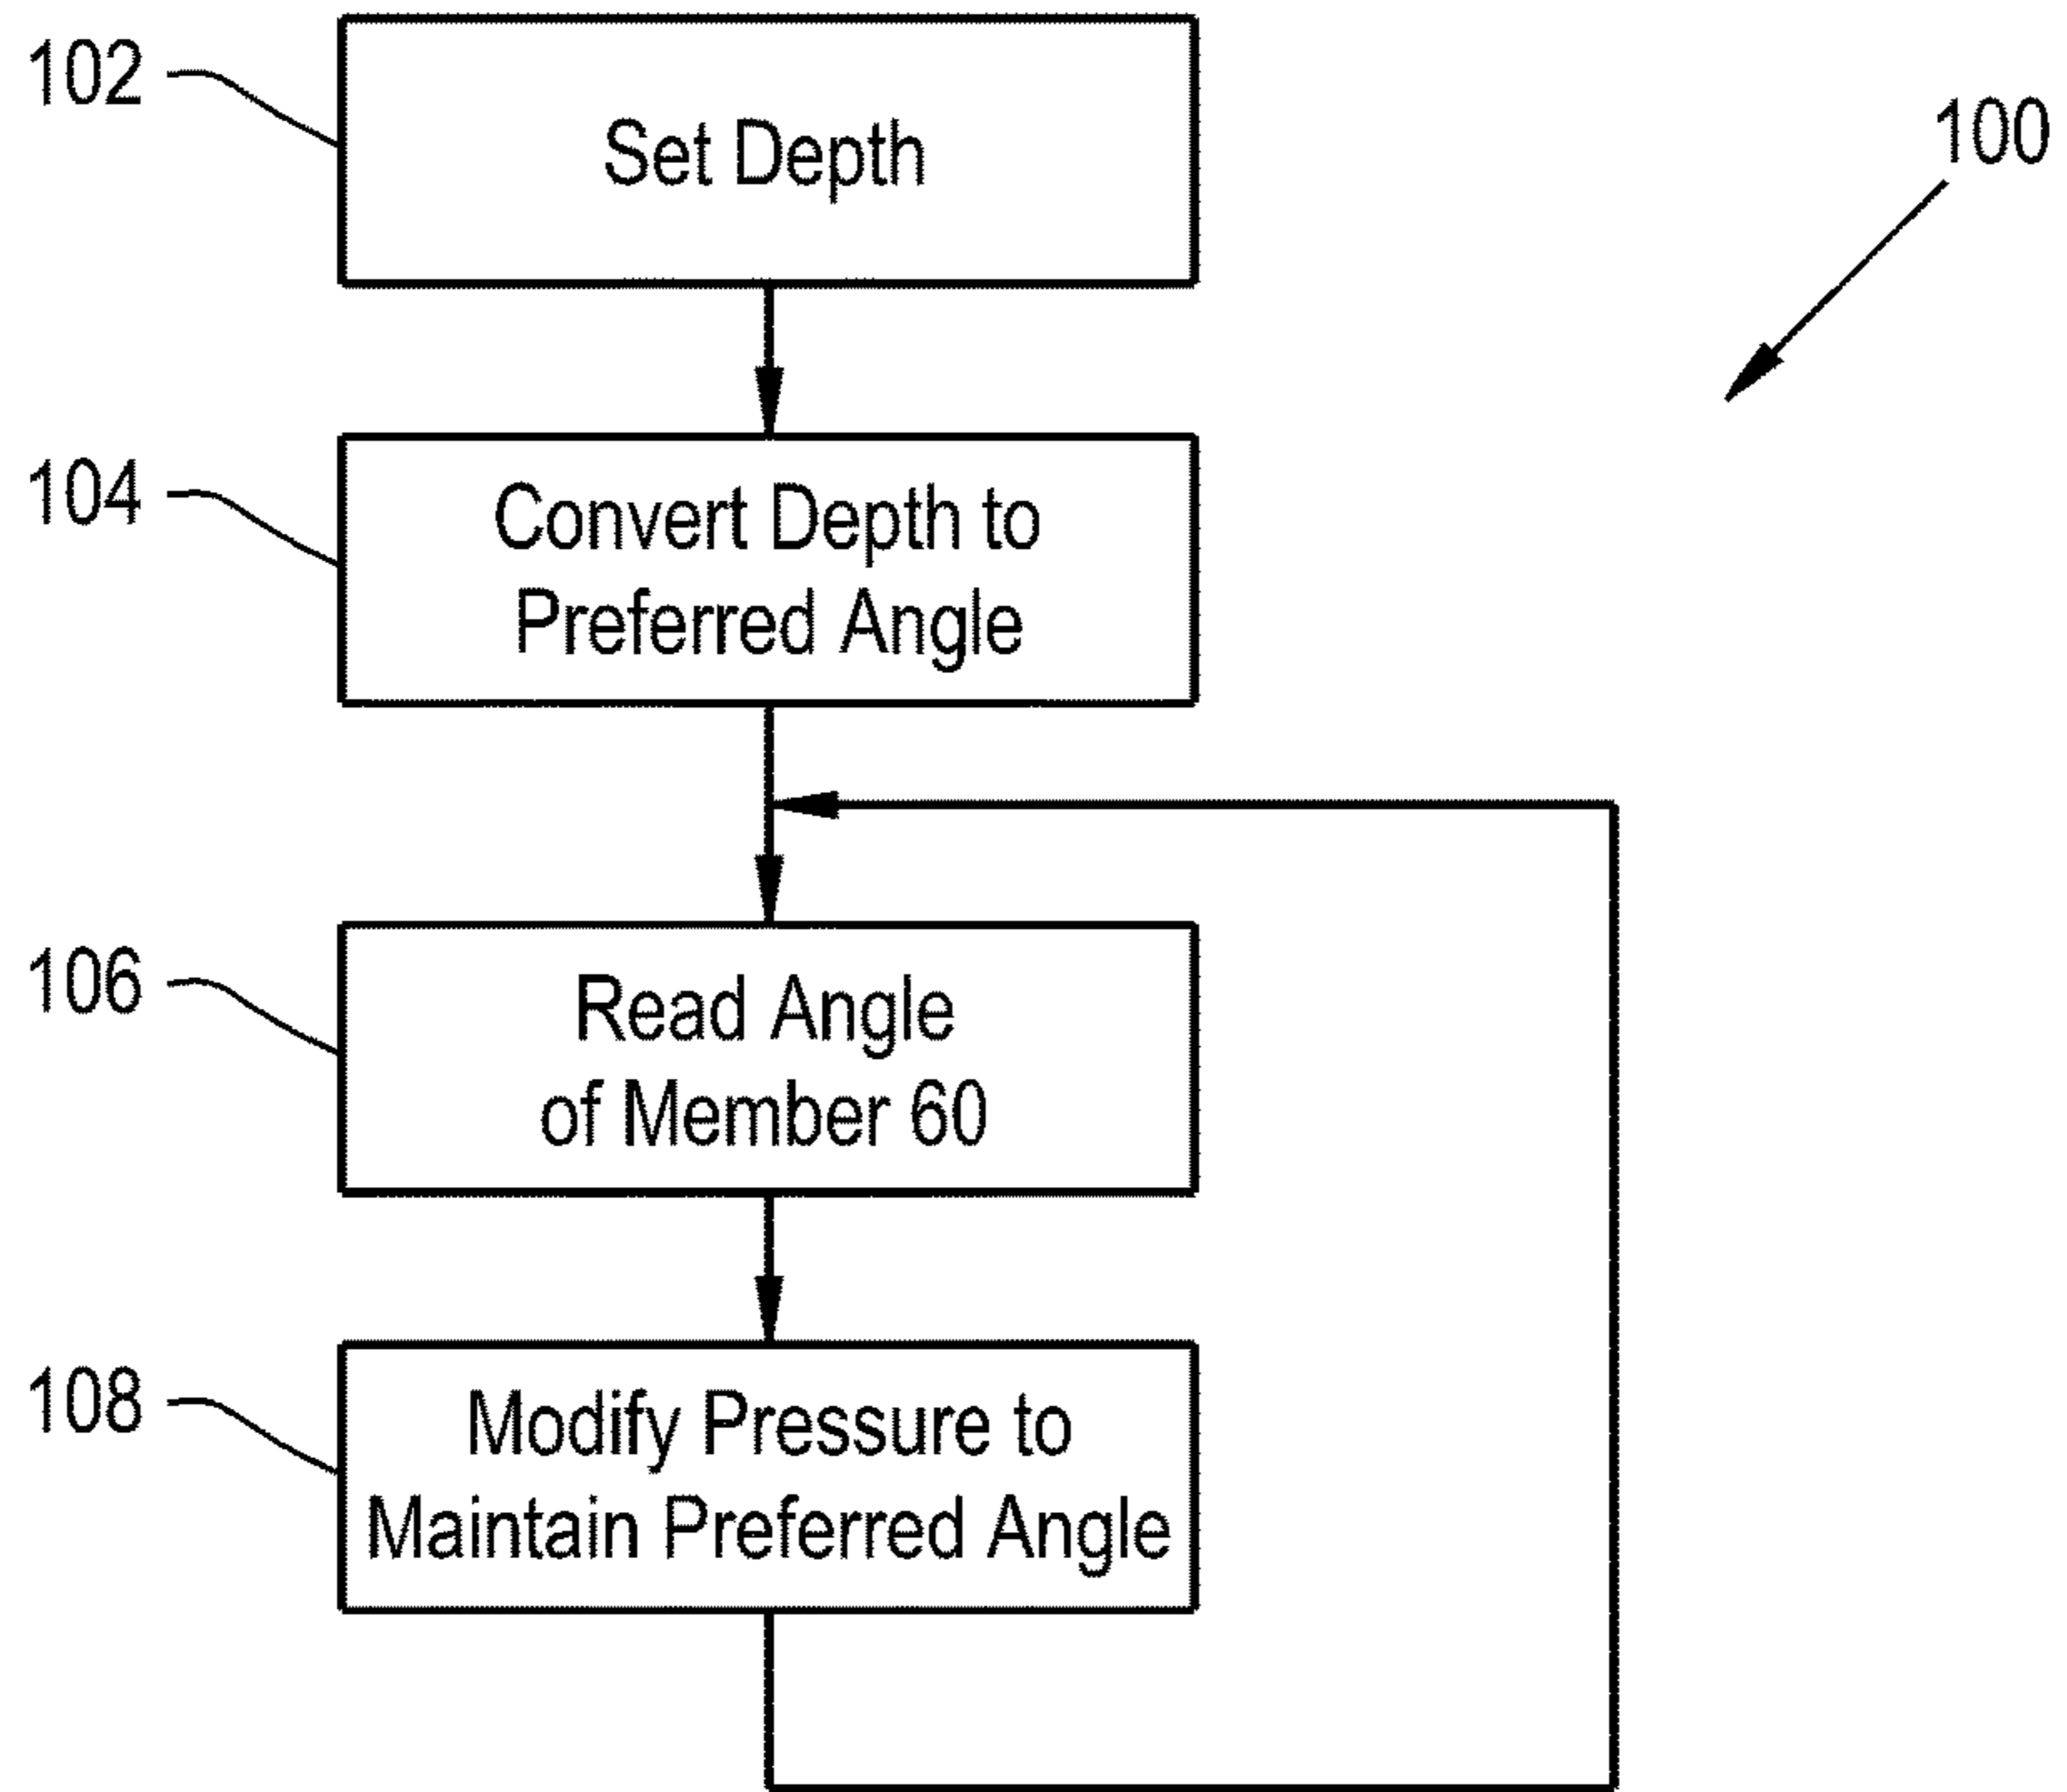 102
Set Depth
100
104
Convert Depth to
Preferred Angle
106
Read Angle
of Member 60
108
Modify Pressure to
Maintain Preferred Angle